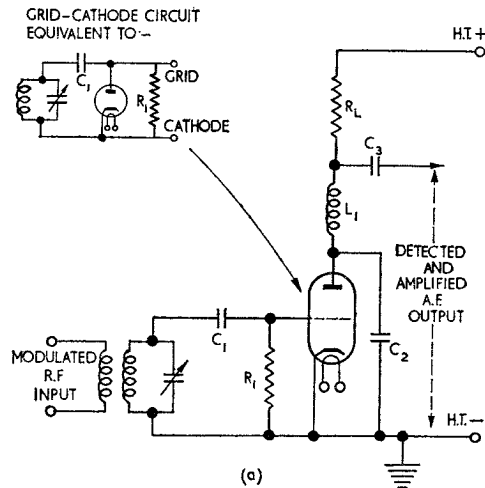 GRID-CATHODE CIRCUIT
EQUIVALENT TO:-
C1
GRID
R1
CATHODE
H.T.+
RL
C3
L1
DETECTED
AND
AMPLIFIED
A.F.
OUTPUT
C1
C2
MODULATED
R.F
INPUT
R1
H.T.-
(a)